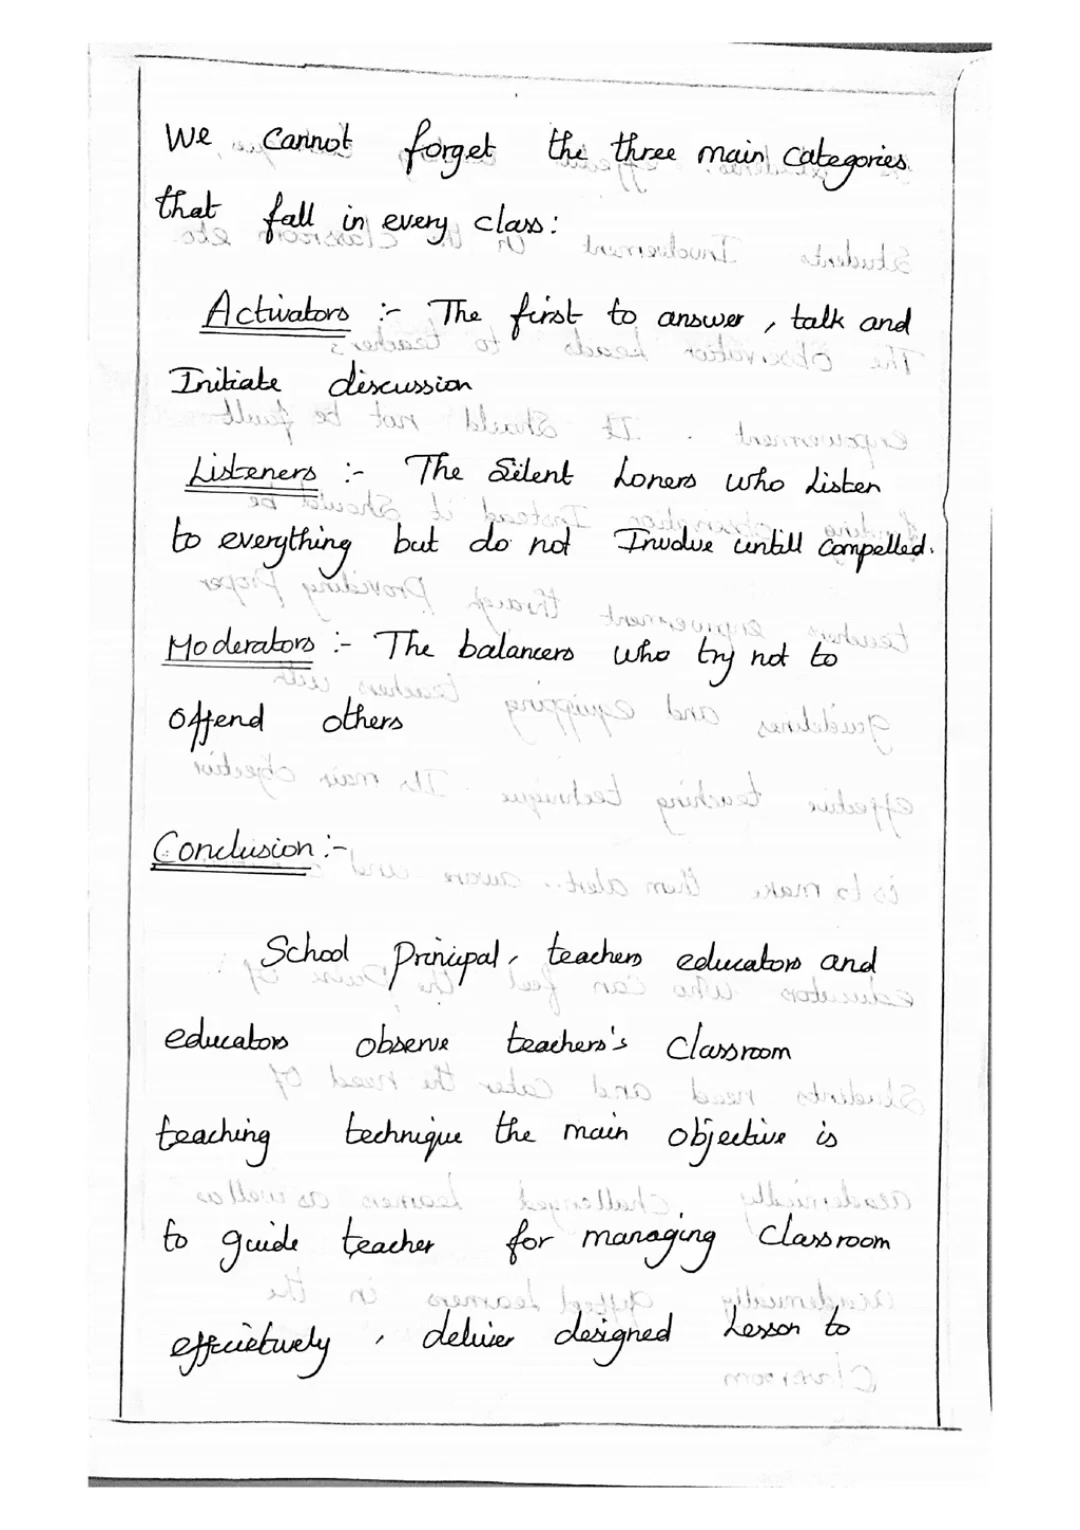 We cannot forget the three main categories
that fall in every class:
Activators :- The first to answer, talk and
Initiate discussion
Listeners :- The Silent Loners who Listen
to everything but do not Involve untill compelled.
Moderators :- The balancers who try not to
offend others
Conclusion :-
School Principal, teachers educators and
educators observe teachers's classroom
teaching technique the main objective is
to guide teacher for managing classroom
, deliver designed Lesson to